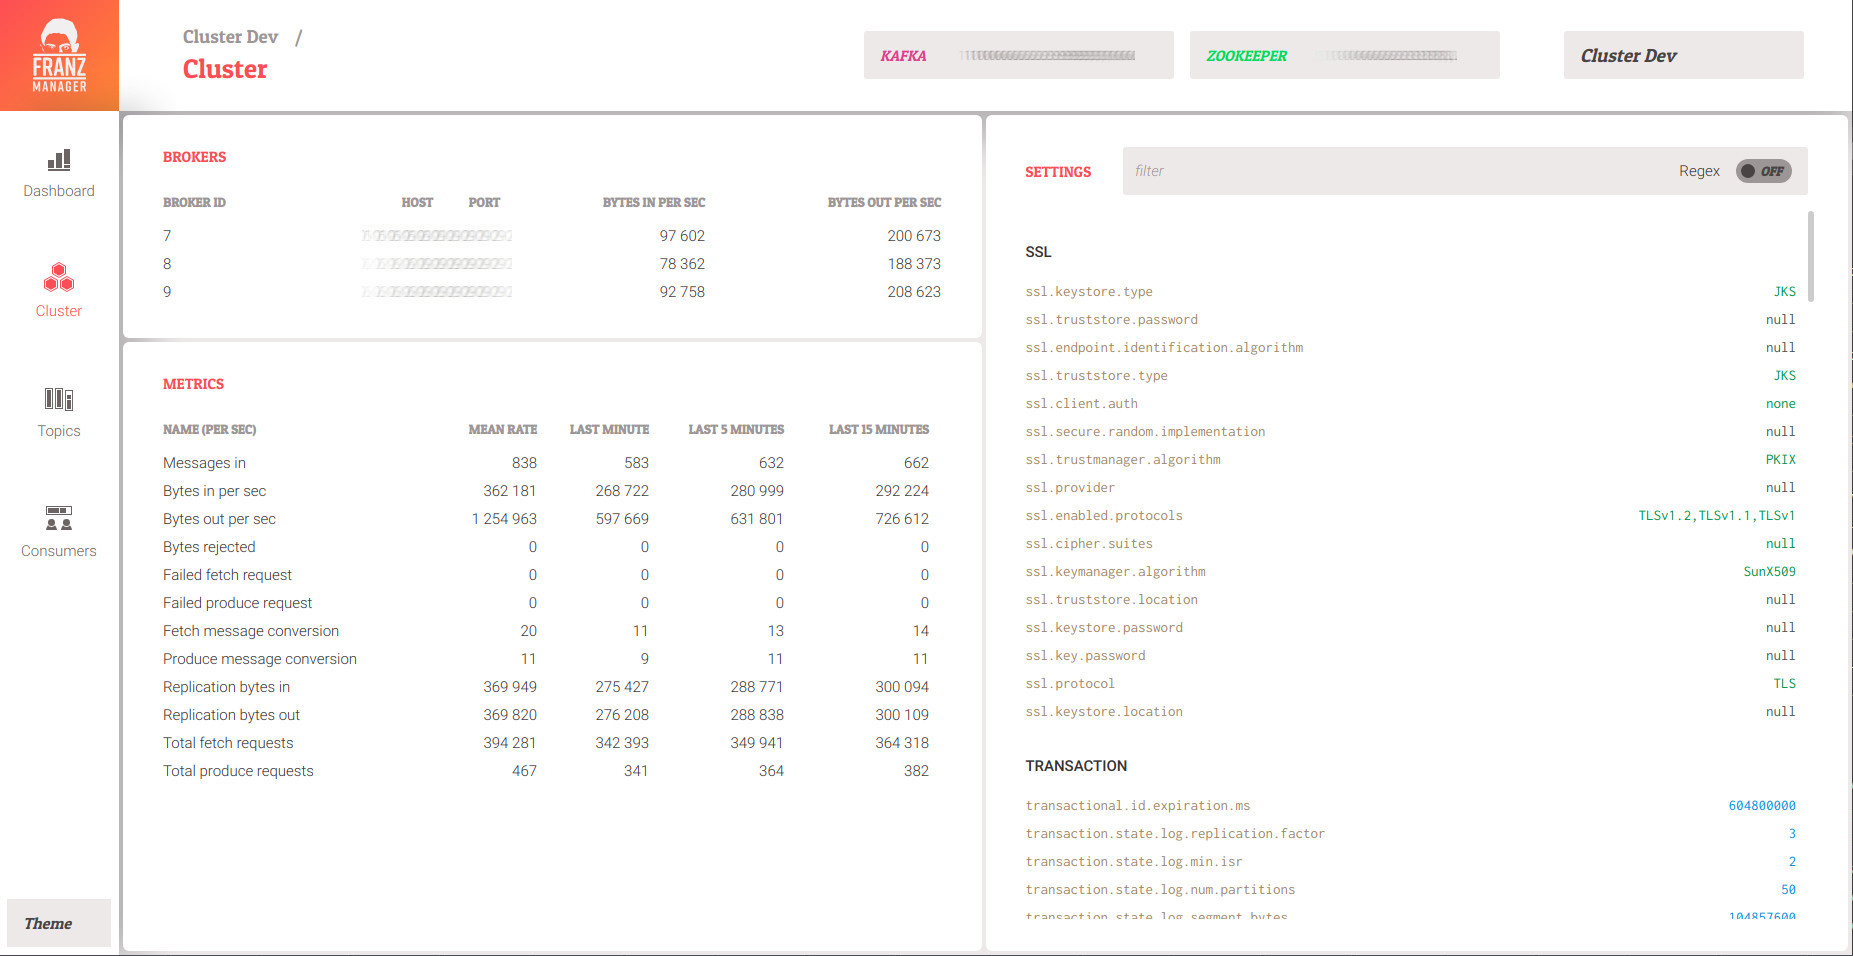 FRANZ
MANAGER
Cluster Dev /
Cluster
KAFKA
ZOOKEEPER
Cluster Dev
Dashboard
Cluster
Topics
Consumers
Theme
BROKERS
BROKER ID HOST PORT BYTES IN PER SEC BYTES OUT PER SEC
7 97 602 200 673
8 78 362 188 373
9 92 758 208 623
METRICS
NAME (PER SEC) MEAN RATE LAST MINUTE LAST 5 MINUTES LAST 15 MINUTES
Messages in 838 583 632 662
Bytes in per sec 362 181 268 722 280 999 292 224
Bytes out per sec 1 254 963 597 669 631 801 726 612
Bytes rejected 0 0 0 0
Failed fetch request 0 0 0 0
Failed produce request 0 0 0 0
Fetch message conversion 20 11 13 14
Produce message conversion 11 9 11 11
Replication bytes in 369 949 275 427 288 771 300 094
Replication bytes out 369 820 276 208 288 838 300 109
Total fetch requests 394 281 342 393 349 941 364 318
Total produce requests 467 341 364 382
SETTINGS filter Regex OFF
SSL
ssl.keystore.type JKS
ssl.truststore.password null
ssl.endpoint.identification.algorithm null
ssl.truststore.type JKS
ssl.client.auth none
ssl.secure.random.implementation null
ssl.trustmanager.algorithm PKIX
ssl.provider null
ssl.enabled.protocols TLSv1.2,TLSv1.1,TLSv1
ssl.cipher.suites null
ssl.keymanager.algorithm SunX509
ssl.truststore.location null
ssl.keystore.password null
ssl.key.password null
ssl.protocol TLS
ssl.keystore.location null
TRANSACTION
transactional.id.expiration.ms 604800000
transaction.state.log.replication.factor 3
transaction.state.log.min.isr 2
transaction.state.log.num.partitions 50
transaction.state.log.segment.bytes 104857600